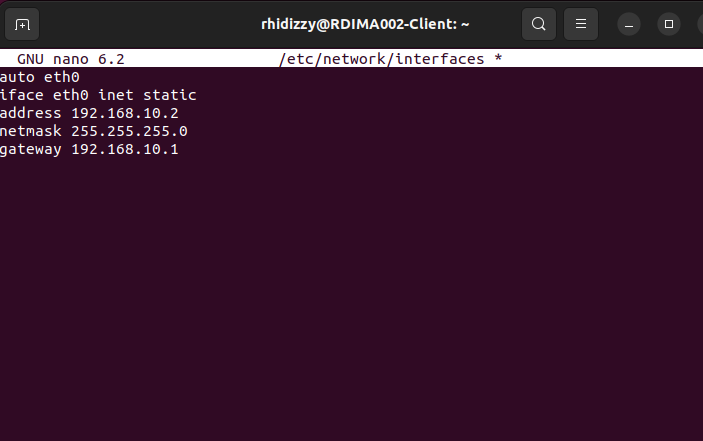 rhidizzy@RDIMA002-Client: ~
GNU nano 6.2 /etc/network/interfaces *
auto eth0
iface eth0 inet static
address 192.168.10.2
netmask 255.255.255.0
gateway 192.168.10.1